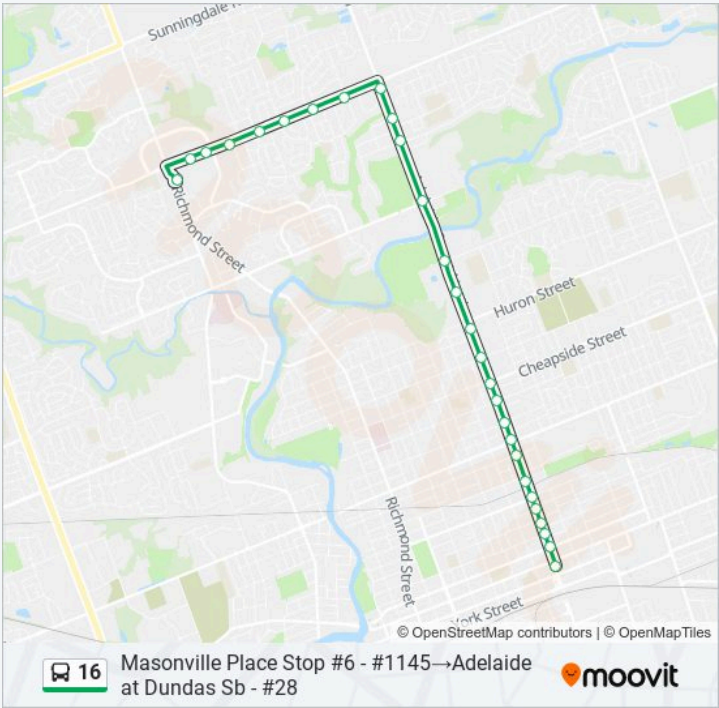 Sunningdale
Richmond Street
Huron Street
Cheapside Street
Richmond Street
York Street
© OpenStreetMap contributors | © OpenMapTiles
16
Masonville Place Stop #6 - #1145→Adelaide
at Dundas Sb - #28
moovit